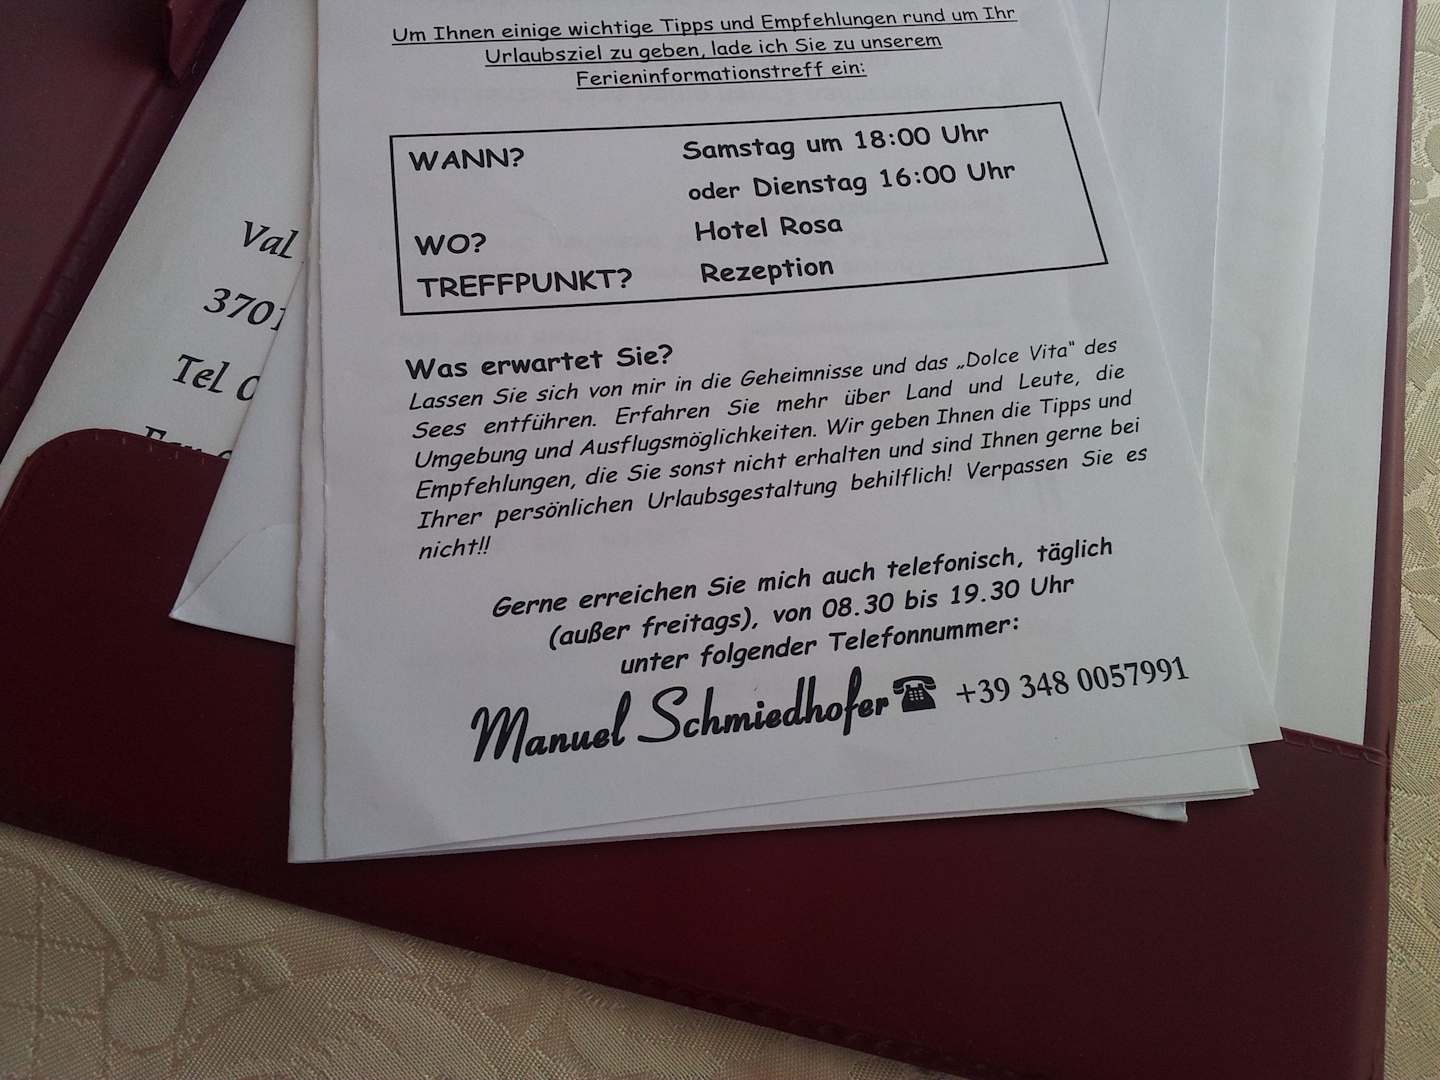 Um Ihnen einige wichtige Tipps und Empfehlungen rund um Ihr
Urlaubsziel zu geben, lade ich Sie zu unserem
Ferieninformationstreff ein:
WANN? Samstag um 18:00 Uhr
oder Dienstag 16:00 Uhr
WO? Hotel Rosa
TREFFPUNKT? Rezeption
Was erwartet Sie?
Lassen Sie sich von mir in die Geheimnisse und das „Dolce Vita“ des
Sees entführen. Erfahren Sie mehr über Land und Leute, die
Umgebung und Ausflugsmöglichkeiten. Wir geben Ihnen die Tipps und
Empfehlungen, die Sie sonst nicht erhalten und sind Ihnen gerne bei
Ihrer persönlichen Urlaubsgestaltung behilflich! Verpassen Sie es
nicht!!
Gerne erreichen Sie mich auch telefonisch, täglich
(außer freitags), von 08.30 bis 19.30 Uhr
unter folgender Telefonnummer:
Manuel Schmiedhofer ☎ +39 348 0057991
Val
3701
Tel 0